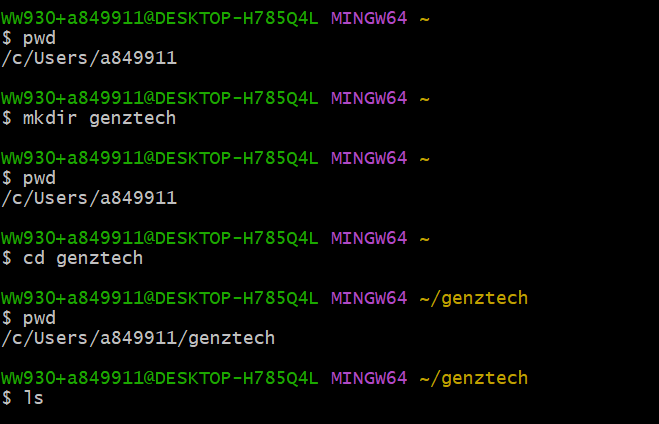 WW930+a849911@DESKTOP-H785Q4L MINGW64 ~
$ pwd
/c/Users/a849911
WW930+a849911@DESKTOP-H785Q4L MINGW64 ~
$ mkdir genztech
WW930+a849911@DESKTOP-H785Q4L MINGW64 ~
$ pwd
/c/Users/a849911
WW930+a849911@DESKTOP-H785Q4L MINGW64 ~
$ cd genztech
WW930+a849911@DESKTOP-H785Q4L MINGW64 ~/genztech
$ pwd
/c/Users/a849911/genztech
WW930+a849911@DESKTOP-H785Q4L MINGW64 ~/genztech
$ ls